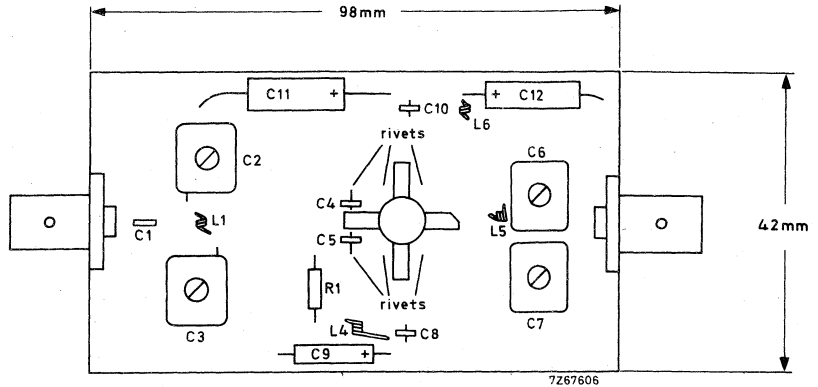 98mm
C11 +
+ C12
C10
L6
rivets
C2
C6
C4
C1
L1
L5
42mm
C5
R1
rivets
C3
L4
C8
C7
C9 +
7Z67606